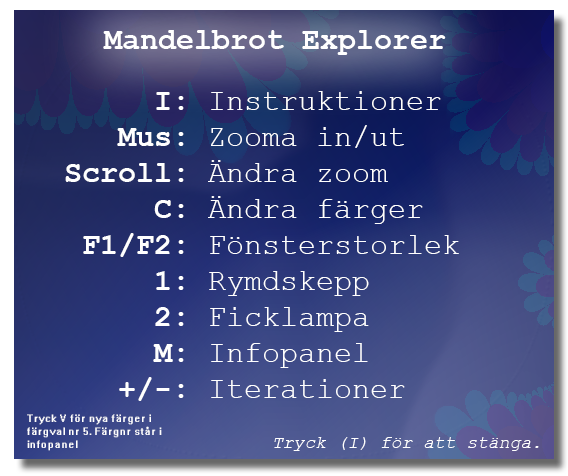 Mandelbrot Explorer
I: Instruktioner
Mus: Zooma in/ut
Scroll: Ändra zoom
C: Ändra färger
F1/F2: Fönsterstorlek
1: Rymdskepp
2: Ficklampa
M: Infopanel
+/-: Iterationer
Tryck V för nya färger i
färgval nr 5. Färgnr står i
infopanel
Tryck (I) för att stänga.